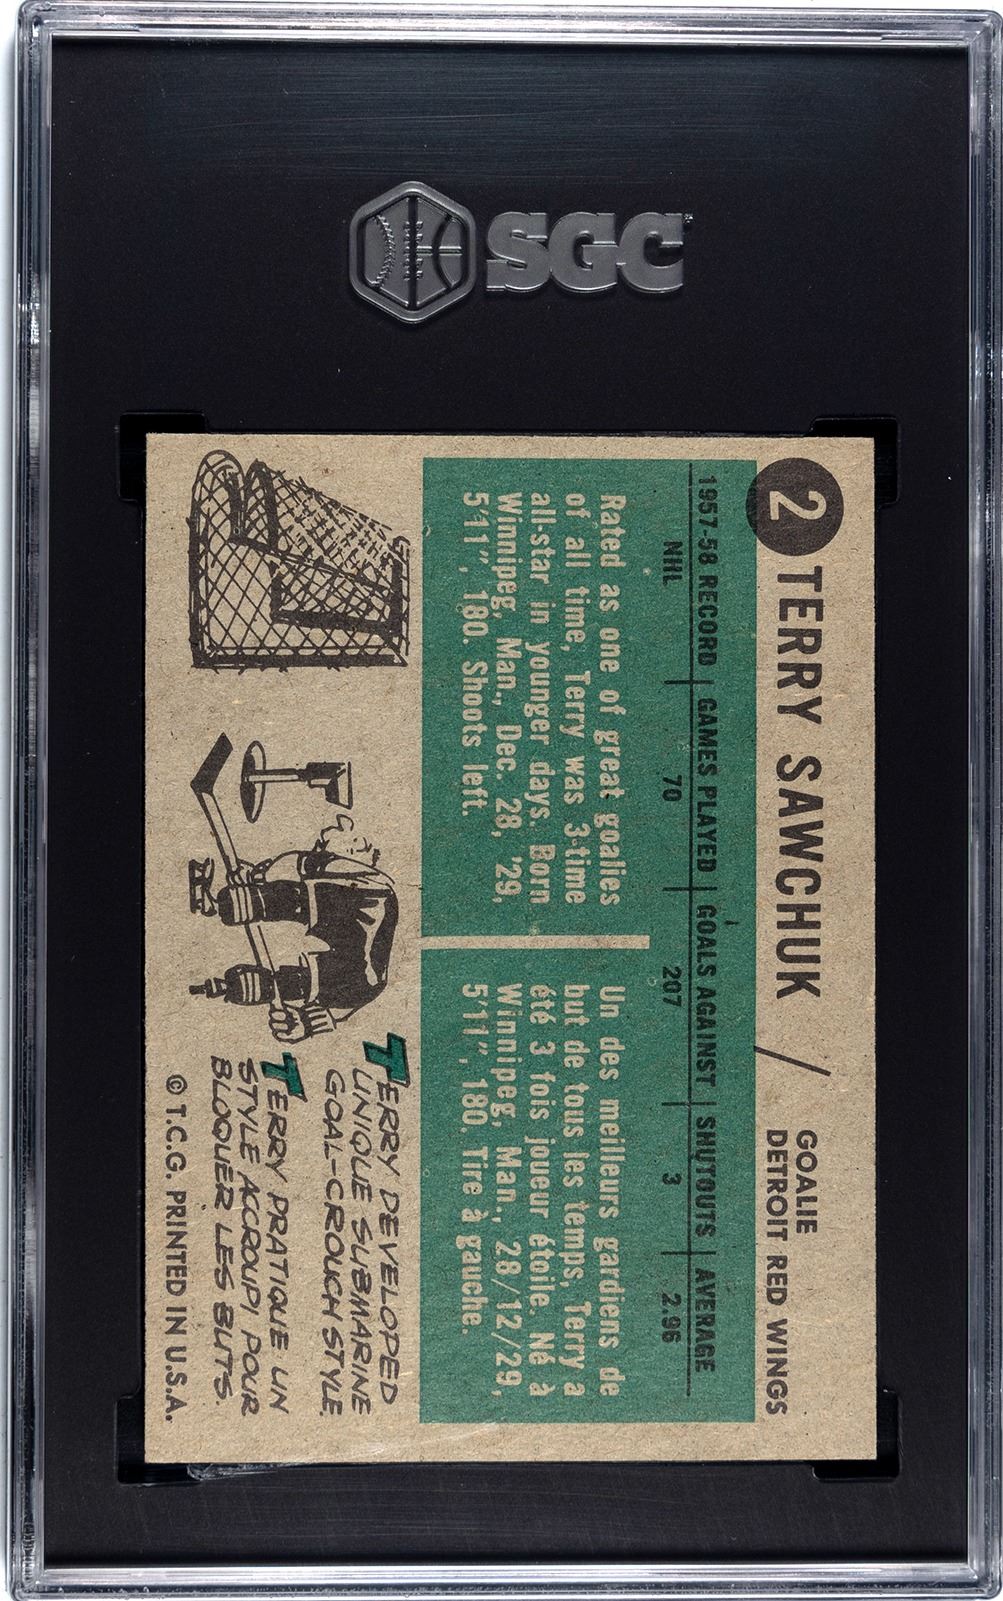 SGC
2 TERRY SAWCHUK / GOALIE
DETROIT RED WINGS
1957-58 RECORD | GAMES PLAYED | GOALS AGAINST | SHUTOUTS | AVERAGE
NHL 70 207 3 2.96
Rated as one of great goalies
of all time, Terry was 3-time
all-star in younger days. Born
Winnipeg, Man., Dec. 28, '29,
5'11", 180. Shoots left.
Un des meilleurs gardiens de
but de tous les temps, Terry a
été 3 fois joueur étoile. Né à
Winnipeg, Man., 28/12/29,
5'11", 180. Tire à gauche.
TERRY DEVELOPED
UNIQUE SUBMARINE
GOAL-CROUCH STYLE.
TERRY PRATIQUE UN
STYLE ACROUPI POUR
BLOQUER LES BUTS.
© T.C.G. PRINTED IN U.S.A.